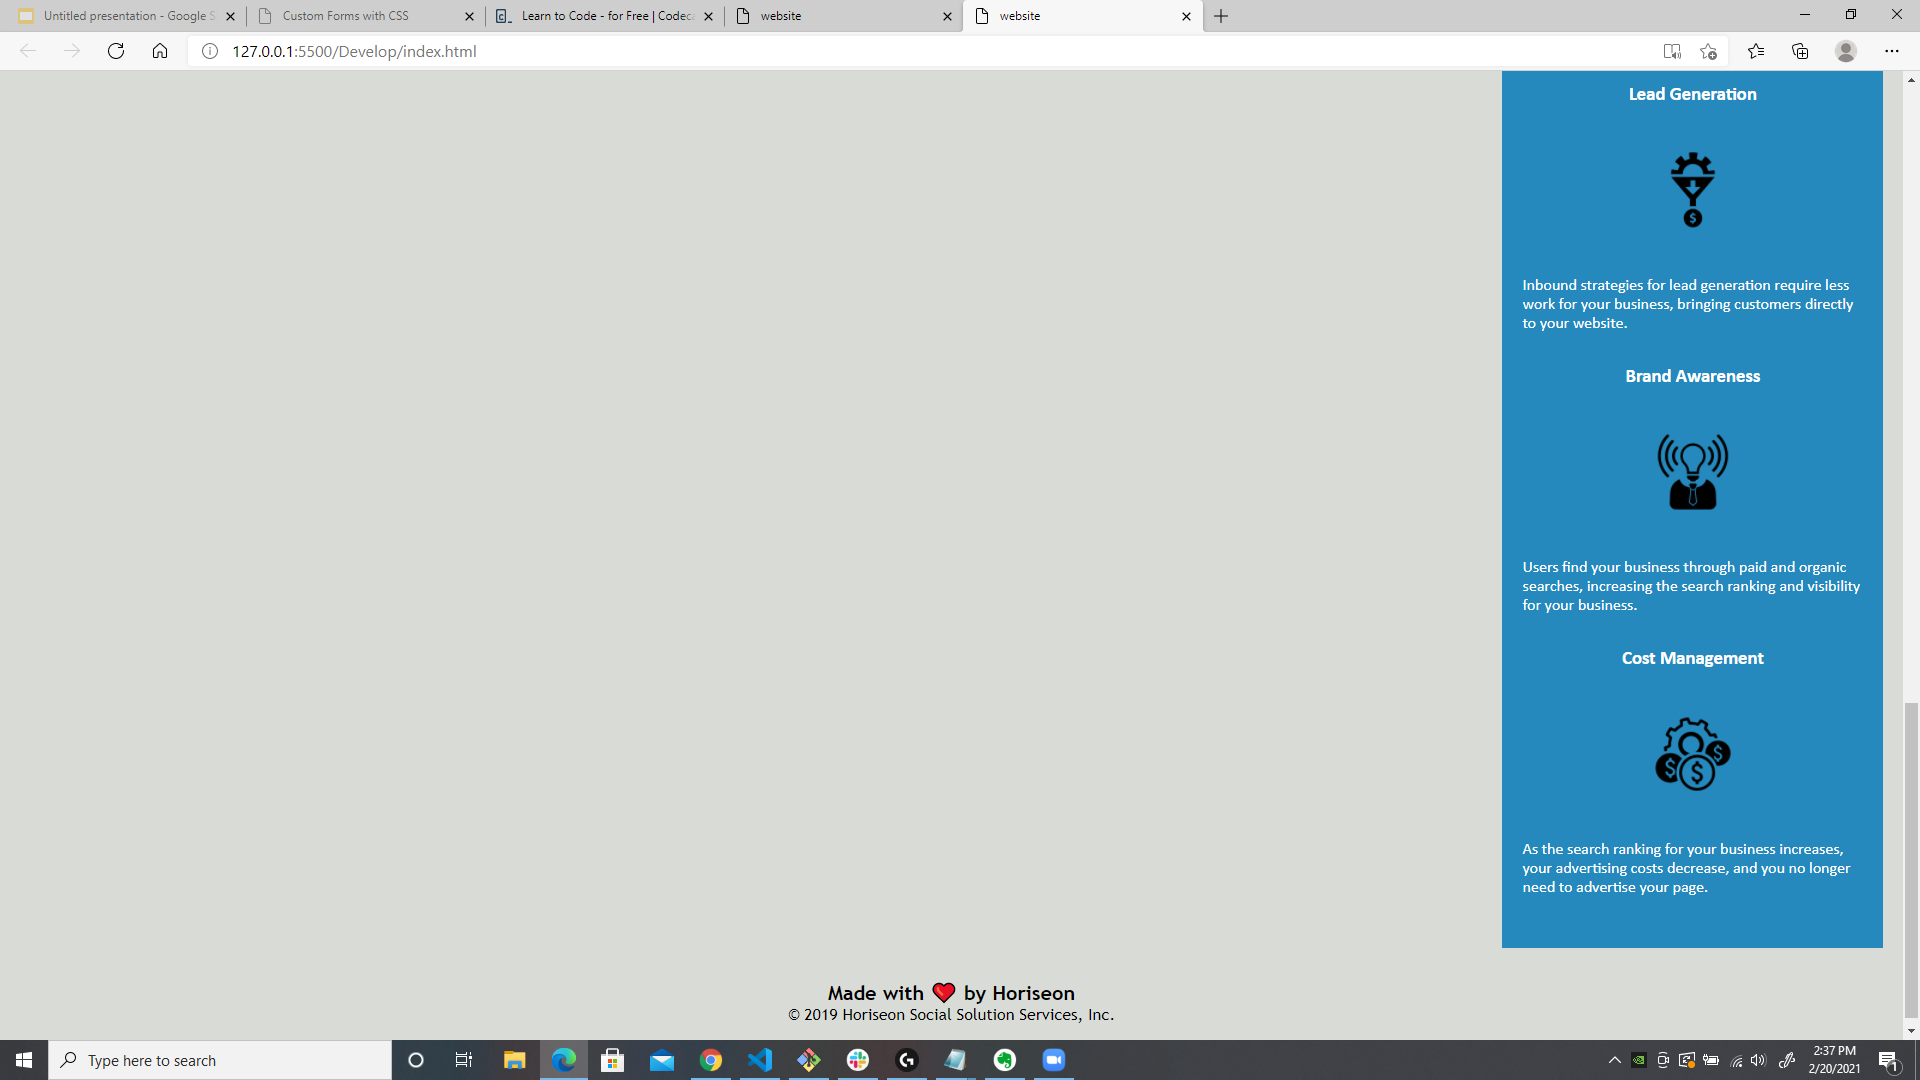 Untitled presentation - Google S
Custom Forms with CSS
Learn to Code - for Free | Codeca
website
website
127.0.0.1:5500/Develop/index.html
Lead Generation
Inbound strategies for lead generation require less
work for your business, bringing customers directly
to your website.
Brand Awareness
Users find your business through paid and organic
searches, increasing the search ranking and visibility
for your business.
Cost Management
As the search ranking for your business increases,
your advertising costs decrease, and you no longer
need to advertise your page.
Made with ❤️ by Horiseon
© 2019 Horiseon Social Solution Services, Inc.
Type here to search
2:37 PM
2/20/2021
1